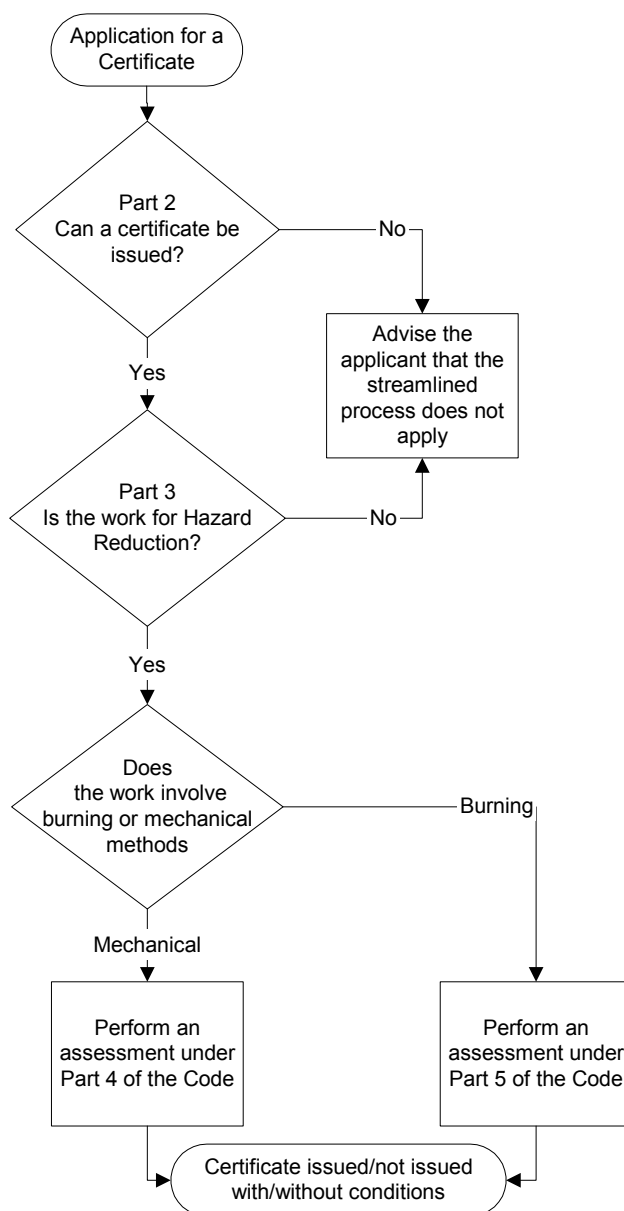 Application for a
Certificate
Part 2
Can a certificate be
issued?
No
Advise the
applicant that the
streamlined
process does not
apply
Yes
Part 3
Is the work for Hazard
Reduction?
No
Yes
Does
the work involve
burning or mechanical
methods
Burning
Mechanical
Perform an
assessment under
Part 4 of the Code
Perform an
assessment under
Part 5 of the Code
Certificate issued/not issued
with/without conditions